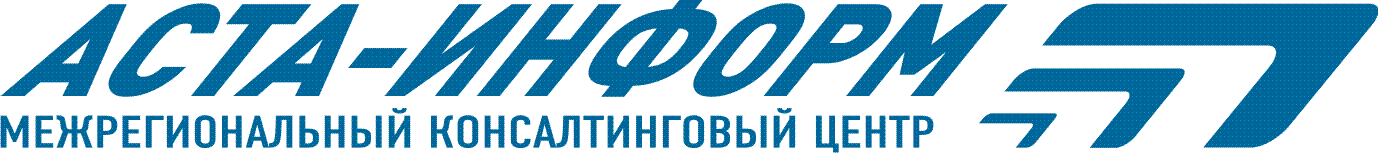 АСТА-ИНФОРМ
МЕЖРЕГИОНАЛЬНЫЙ КОНСАЛТИНГОВЫЙ ЦЕНТР